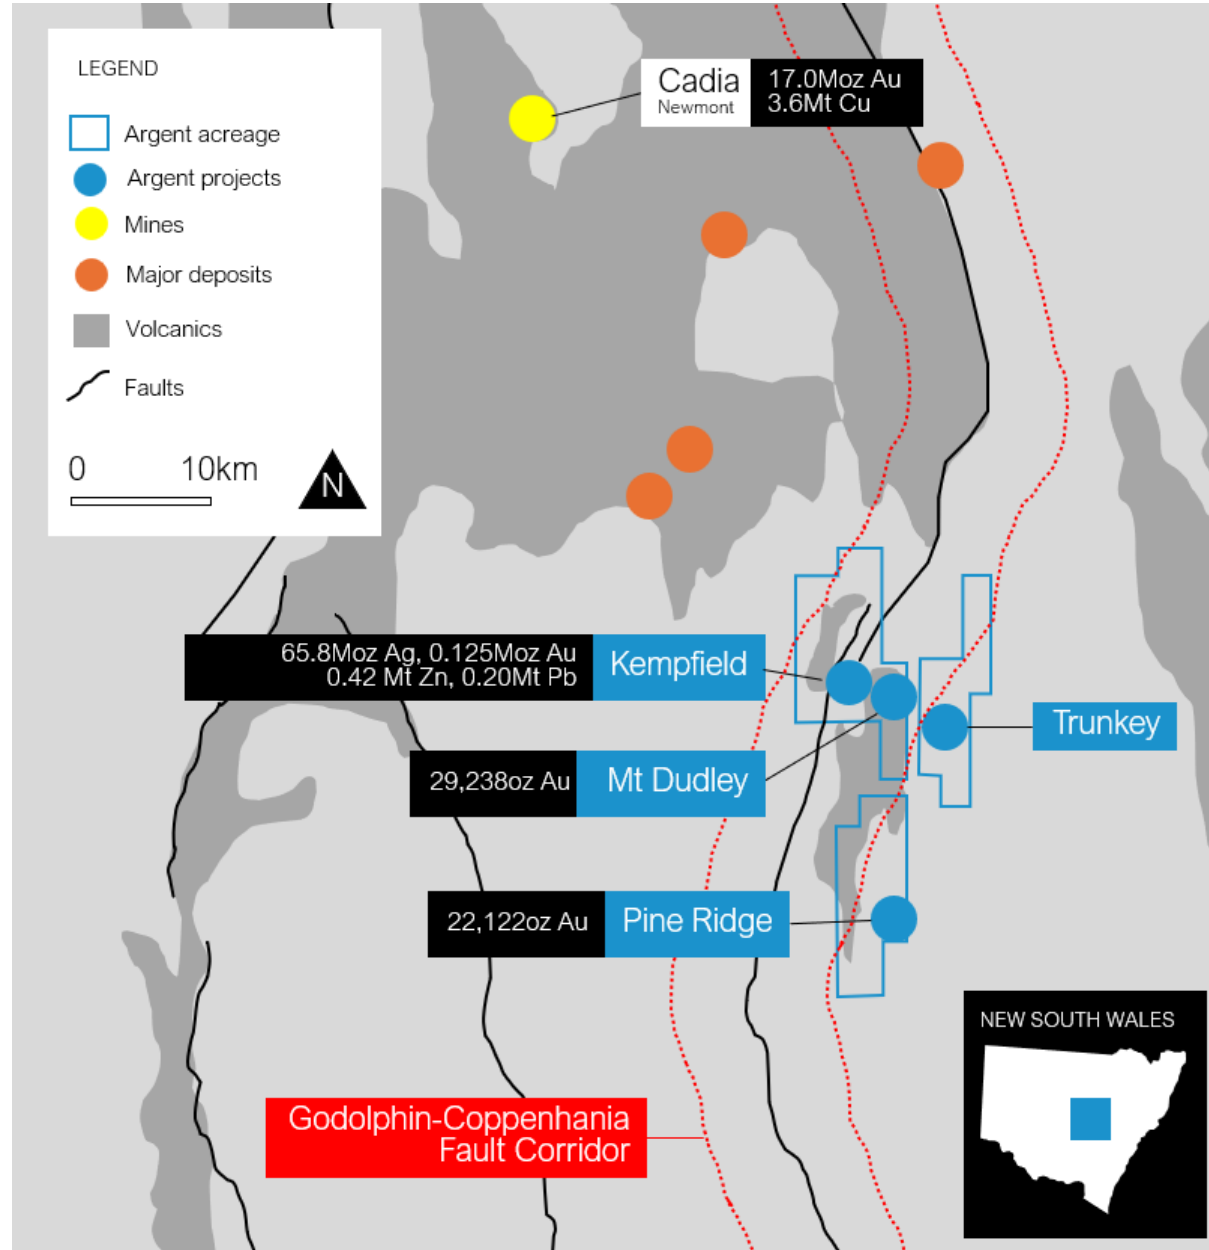 LEGEND
Argent acreage
Argent projects
Mines
Major deposits
Volcanics
Faults
0 10km
N
Cadia
Newmont
17.0Moz Au
3.6Mt Cu
65.8Moz Ag, 0.125Moz Au
0.42 Mt Zn, 0.20Mt Pb
Kempfield
Trunkey
29,238oz Au
Mt Dudley
22,122oz Au
Pine Ridge
Godolphin-Coppenhania
Fault Corridor
NEW SOUTH WALES